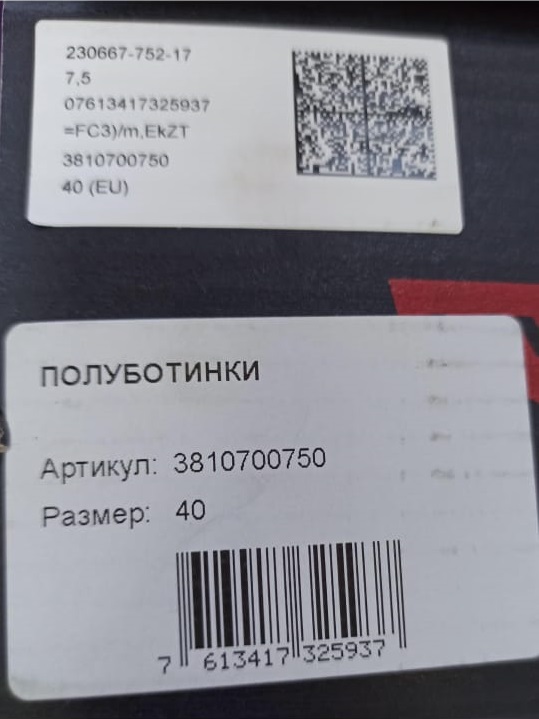 230667-752-17
7,5
07613417325937
=FC3)/m,EkZT
3810700750
40 (EU)
ПОЛУБОТИНКИ
Артикул: 3810700750
Размер: 40
7 613417 325937